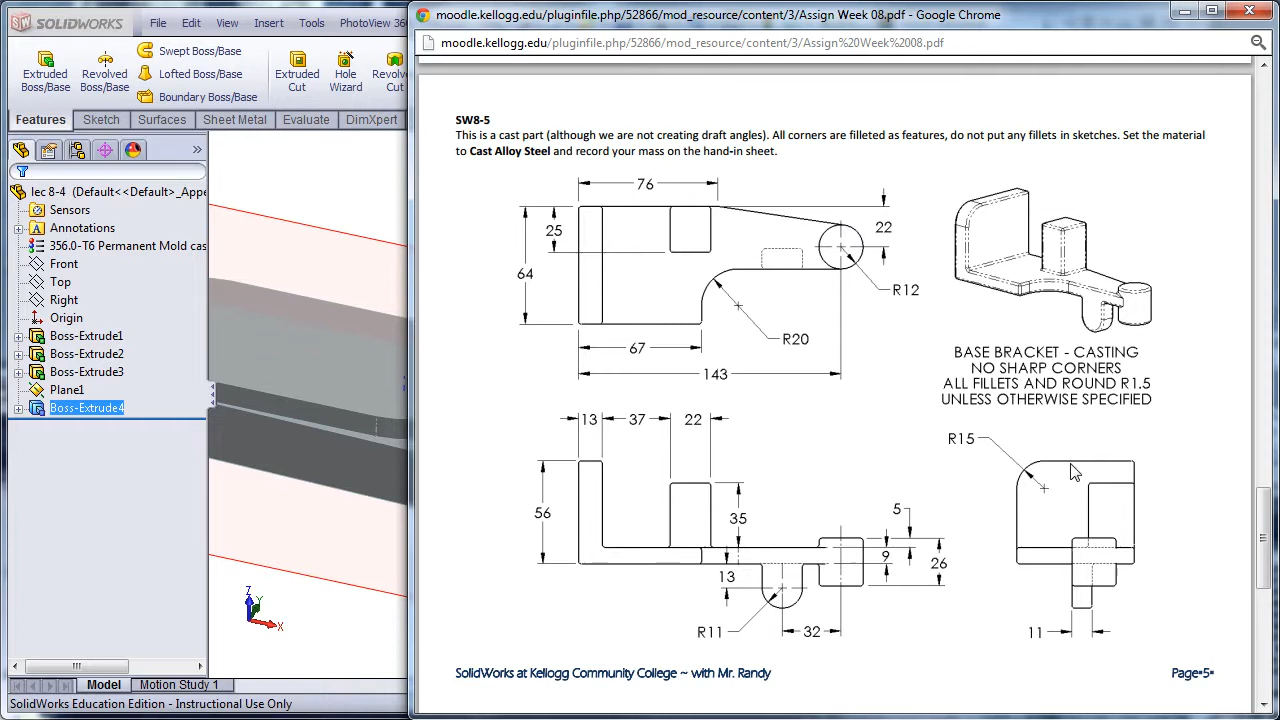 SOLIDWORKS
File
Edit
View
Insert
Tools
PhotoView 36
Extruded
Boss/Base
Revolved
Boss/Base
Swept Boss/Base
Lofted Boss/Base
Boundary Boss/Base
Extruded
Cut
Hole
Wizard
Revolv
Cut
Features
Sketch
Surfaces
Sheet Metal
Evaluate
DimXpert
lec 8-4 (Default<<Default>_Appe
Sensors
Annotations
356.0-T6 Permanent Mold cas
Front
Top
Right
Origin
Boss-Extrude1
Boss-Extrude2
Boss-Extrude3
Plane1
Boss-Extrude4
Z
Y
X
Model
Motion Study 1
SolidWorks Education Edition - Instructional Use Only
moodle.kellogg.edu/pluginfile.php/52866/mod_resource/content/3/Assign Week 08.pdf - Google Chrome
moodle.kellogg.edu/pluginfile.php/52866/mod_resource/content/3/Assign%20Week%2008.pdf
SW8-5
This is a cast part (although we are not creating draft angles). All corners are filleted as features, do not put any fillets in sketches. Set the material
to Cast Alloy Steel and record your mass on the hand-in sheet.
76
25
64
22
R12
R20
67
143
BASE BRACKET - CASTING
NO SHARP CORNERS
ALL FILLETS AND ROUND R1.5
UNLESS OTHERWISE SPECIFIED
13
37
22
56
35
5
9
26
13
R11
32
R15
11
SolidWorks at Kellogg Community College ~ with Mr. Randy
Page▪5▪